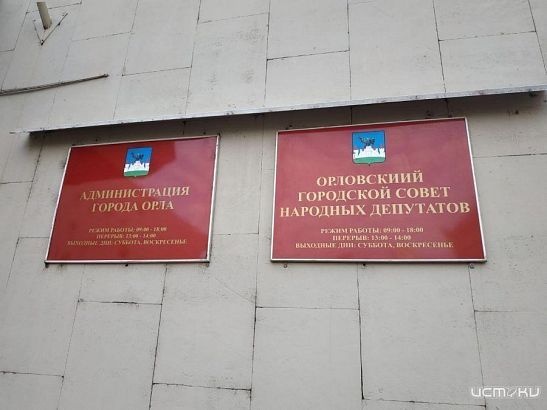 АДМИНИСТРАЦИЯ
ГОРОДА ОРЛА
РЕЖИМ РАБОТЫ: 09:00 - 18:00
ПЕРЕРЫВ: 13:00 - 14:00
ВЫХОДНЫЕ ДНИ: СУББОТА, ВОСКРЕСЕНЬЕ
ОРЛОВСКИЙ
ГОРОДСКОЙ СОВЕТ
НАРОДНЫХ ДЕПУТАТОВ
РЕЖИМ РАБОТЫ: 09:00 - 18:00
ПЕРЕРЫВ: 13:00 - 14:00
ВЫХОДНЫЕ ДНИ: СУББОТА, ВОСКРЕСЕНЬЕ
истоки